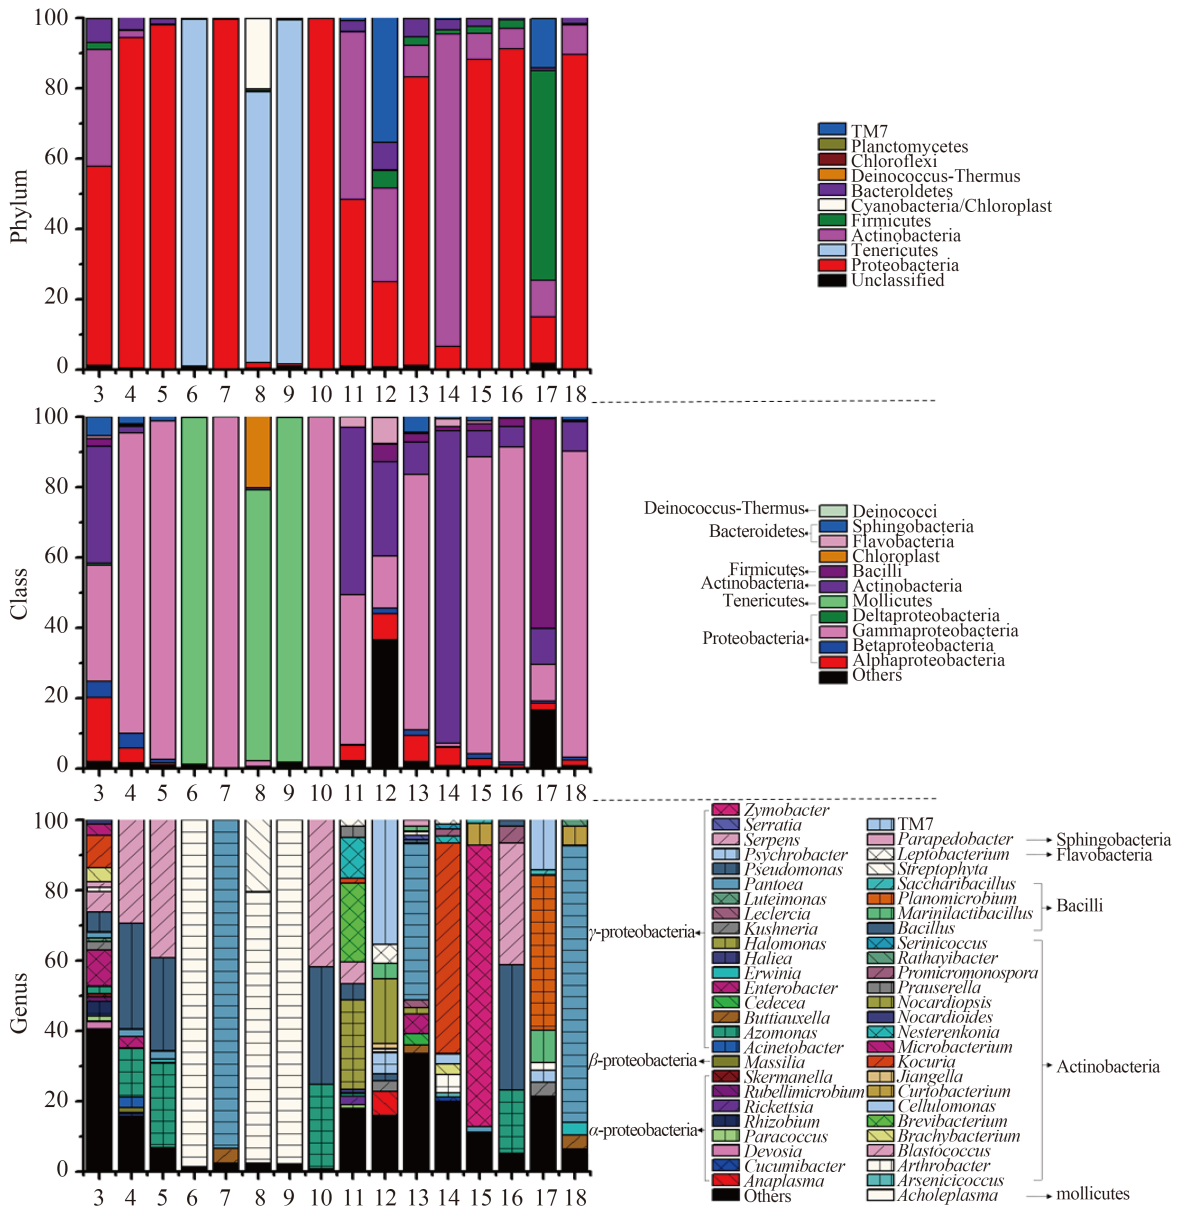 100
80
60
40
20
0
Phylum
3 4 5 6 7 8 9 10 11 12 13 14 15 16 17 18
TM7
Planctomycetes
Chloroflexi
Deinococcus-Thermus
Bacteroldetes
Cyanobacteria/Chloroplast
Firmicutes
Actinobacteria
Tenericutes
Proteobacteria
Unclassified
100
80
60
40
20
0
Class
3 4 5 6 7 8 9 10 11 12 13 14 15 16 17 18
Deinococcus-Thermus
Bacteroidetes
Firmicutes
Actinobacteria
Tenericutes
Proteobacteria
Deinococci
Sphingobacteria
Flavobacteria
Chloroplast
Bacilli
Actinobacteria
Mollicutes
Deltaproteobacteria
Gammaproteobacteria
Betaproteobacteria
Alphaproteobacteria
Others
100
80
60
40
20
0
Genus
3 4 5 6 7 8 9 10 11 12 13 14 15 16 17 18
γ-proteobacteria
β-proteobacteria
α-proteobacteria
Zymobacter
Serratia
Serpens
Psychrobacter
Pseudomonas
Pantoea
Luteimonas
Leclercia
Kushneria
Halomonas
Haliea
Erwinia
Enterobacter
Cedecea
Buttiauxella
Azomonas
Acinetobacter
Massilia
Skermanella
Rubellimicrobium
Rickettsia
Rhizobium
Paracoccus
Devosia
Cucumibacter
Anaplasma
Others
TM7
Parapedobacter
Leptobacterium
Streptophyta
Saccharibacillus
Planomicrobium
Marinilactibacillus
Bacillus
Serinicoccus
Rathayibacter
Promicromonospora
Prauserella
Nocardiopsis
Nocardioides
Nesterenkonia
Microbacterium
Kocuria
Jiangella
Curtobacterium
Cellulomonas
Brevibacterium
Brachybacterium
Blastococcus
Arthrobacter
Arsenicicoccus
Acholeplasma
Sphingobacteria
Flavobacteria
Bacilli
Actinobacteria
mollicutes